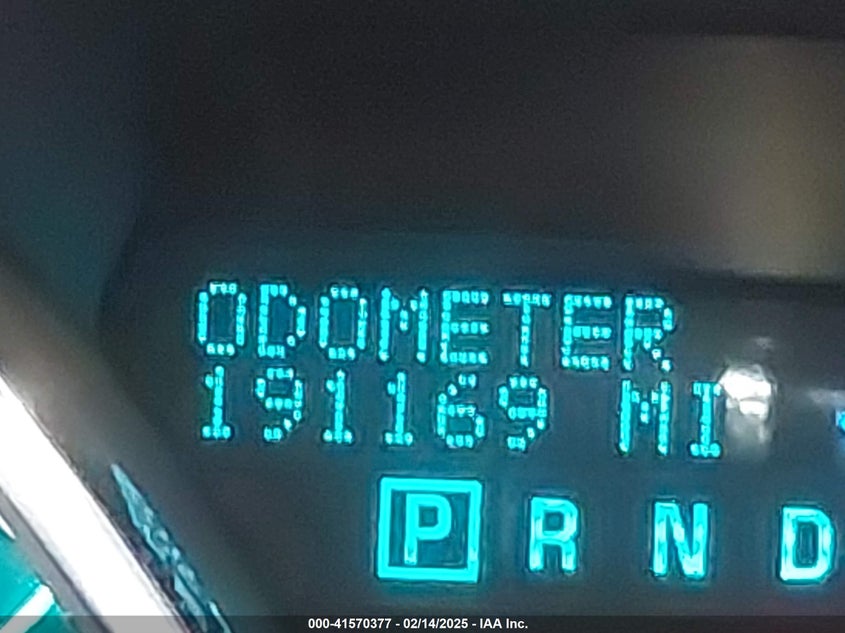 ODOMETER
191169 MI
P R N D
000-41570377 - 02/14/2025 - IAA Inc.